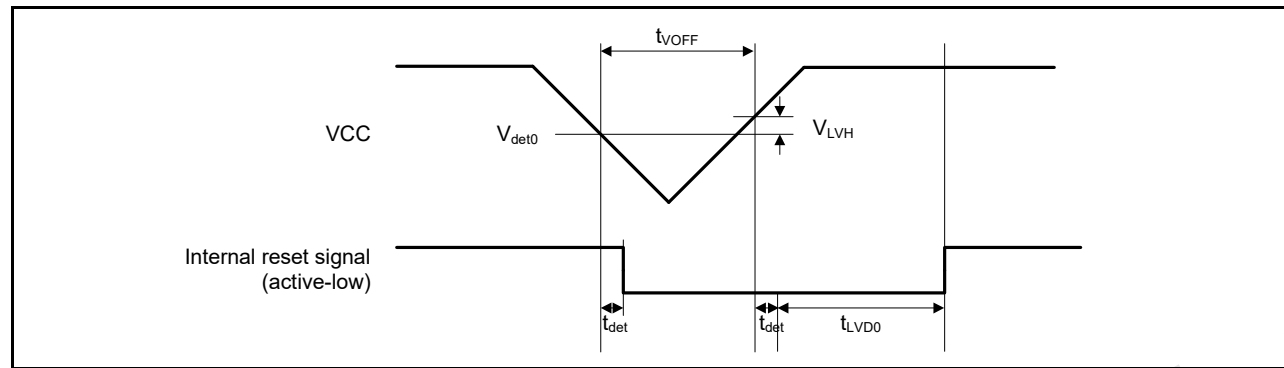 tVOFF
VCC
Vdet0
VLVH
Internal reset signal
(active-low)
tdet
tdet
tLVD0